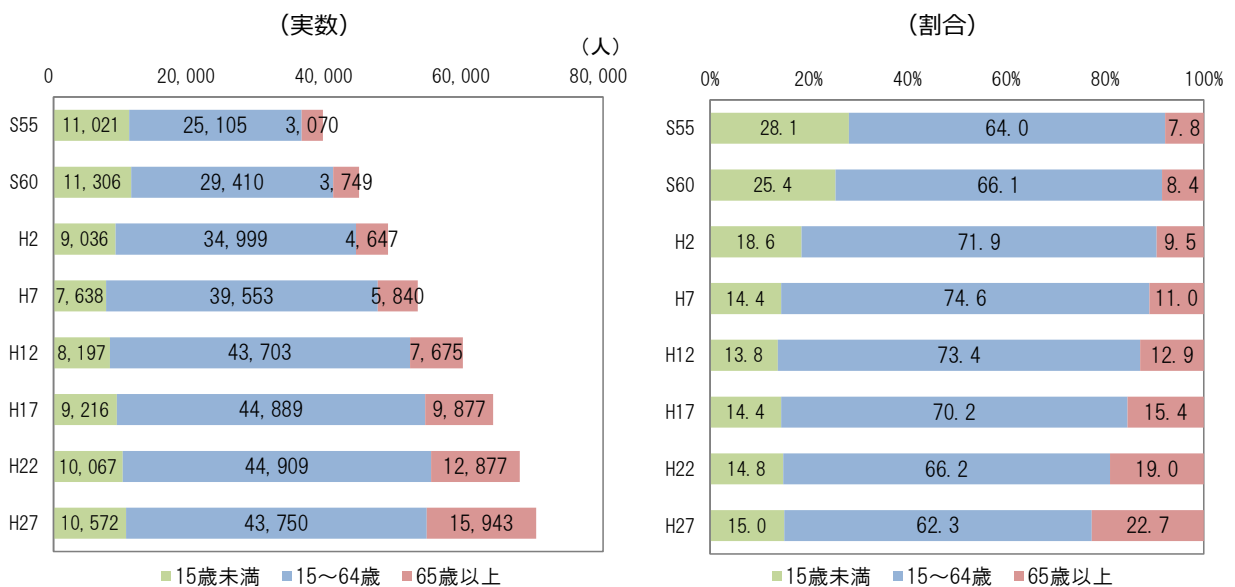 (実数)
(人)
0 20,000 40,000 60,000 80,000
S55 11,021 25,105 3,070
S60 11,306 29,410 3,749
H2 9,036 34,999 4,647
H7 7,638 39,553 5,840
H12 8,197 43,703 7,675
H17 9,216 44,889 9,877
H22 10,067 44,909 12,877
H27 10,572 43,750 15,943
15歳未満 15～64歳 65歳以上
(割合)
0% 20% 40% 60% 80% 100%
S55 28.1 64.0 7.8
S60 25.4 66.1 8.4
H2 18.6 71.9 9.5
H7 14.4 74.6 11.0
H12 13.8 73.4 12.9
H17 14.4 70.2 15.4
H22 14.8 66.2 19.0
H27 15.0 62.3 22.7
15歳未満 15～64歳 65歳以上